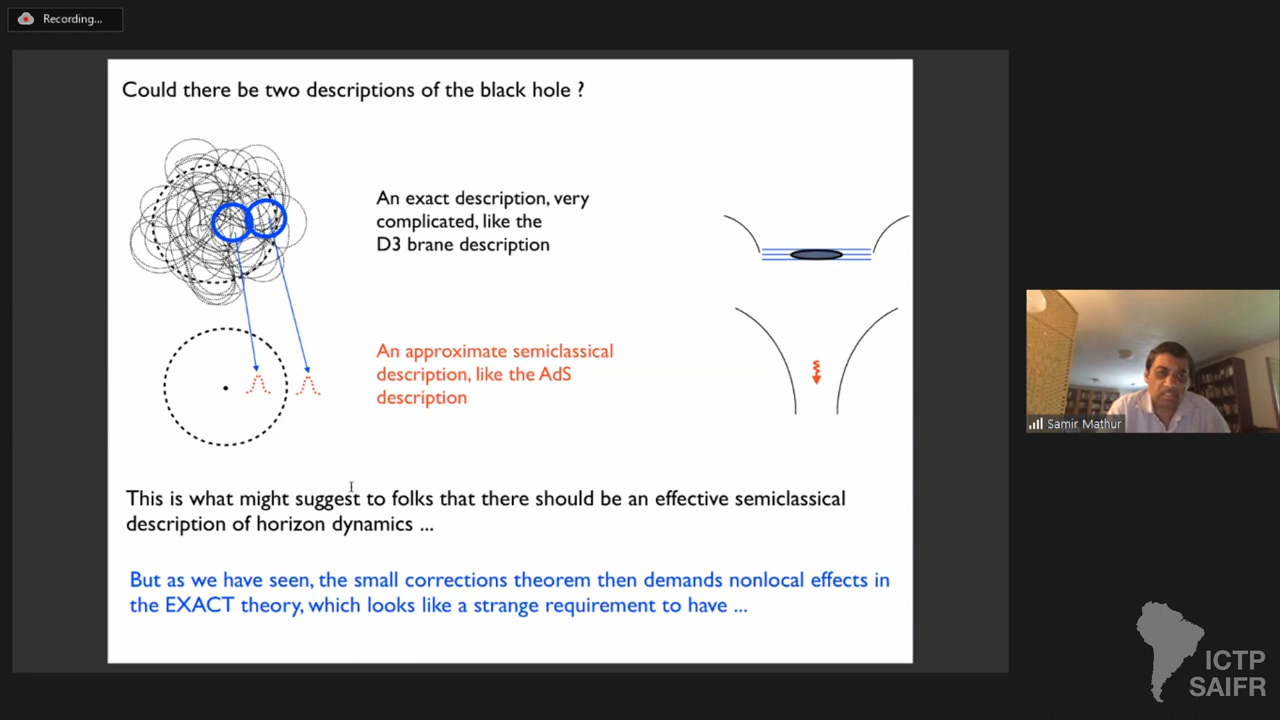 Recording...
Could there be two descriptions of the black hole ?
An exact description, very
complicated, like the
D3 brane description
An approximate semiclassical
description, like the AdS
description
This is what might suggest to folks that there should be an effective semiclassical
description of horizon dynamics ...
But as we have seen, the small corrections theorem then demands nonlocal effects in
the EXACT theory, which looks like a strange requirement to have ...
Samir Mathur
ICTP
SAIFR